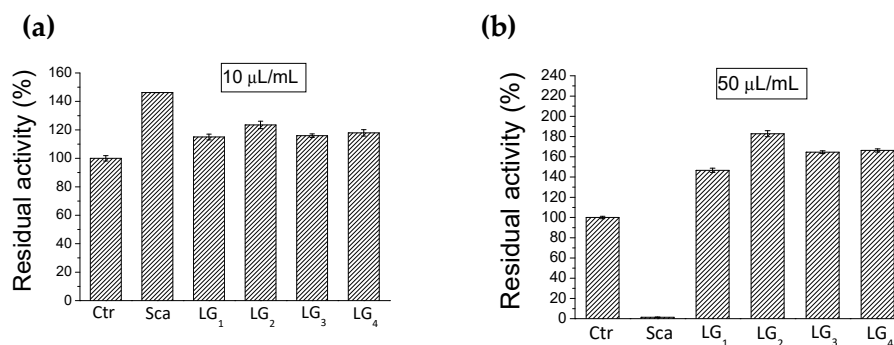 (a)
10 μL/mL
Residual activity (%)
160
140
120
100
80
60
40
20
0
Ctr Sca LG1 LG2 LG3 LG4
(b)
50 μL/mL
Residual activity (%)
240
220
200
180
160
140
120
100
80
60
40
20
0
Ctr Sca LG1 LG2 LG3 LG4